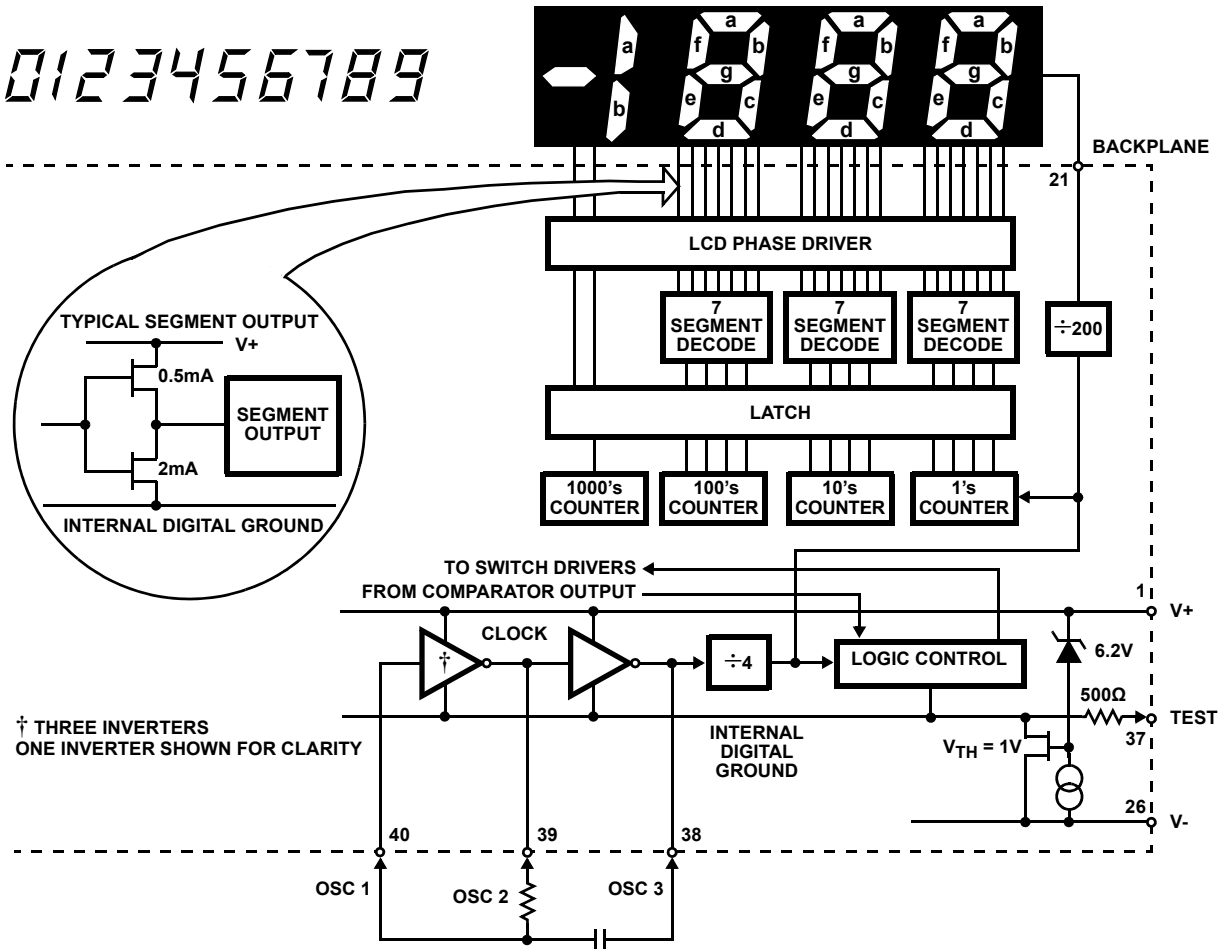 0123456789
a
b
a
f
b
g
e
c
d
a
f
b
g
e
c
d
a
f
b
g
e
c
d
BACKPLANE
21
LCD PHASE DRIVER
7
SEGMENT
DECODE
7
SEGMENT
DECODE
7
SEGMENT
DECODE
÷200
LATCH
1000's
COUNTER
100's
COUNTER
10's
COUNTER
1's
COUNTER
TYPICAL SEGMENT OUTPUT
V+
0.5mA
SEGMENT
OUTPUT
2mA
INTERNAL DIGITAL GROUND
TO SWITCH DRIVERS
FROM COMPARATOR OUTPUT
1
V+
CLOCK
†
÷4
LOGIC CONTROL
6.2V
500Ω
TEST
37
† THREE INVERTERS
ONE INVERTER SHOWN FOR CLARITY
INTERNAL
DIGITAL
GROUND
VTH = 1V
26
V-
40
39
38
OSC 1
OSC 2
OSC 3